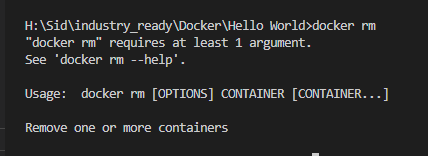 H:\Sid\industry_ready\Docker\Hello World>docker rm
"docker rm" requires at least 1 argument.
See 'docker rm --help'.
Usage:  docker rm [OPTIONS] CONTAINER [CONTAINER...]
Remove one or more containers